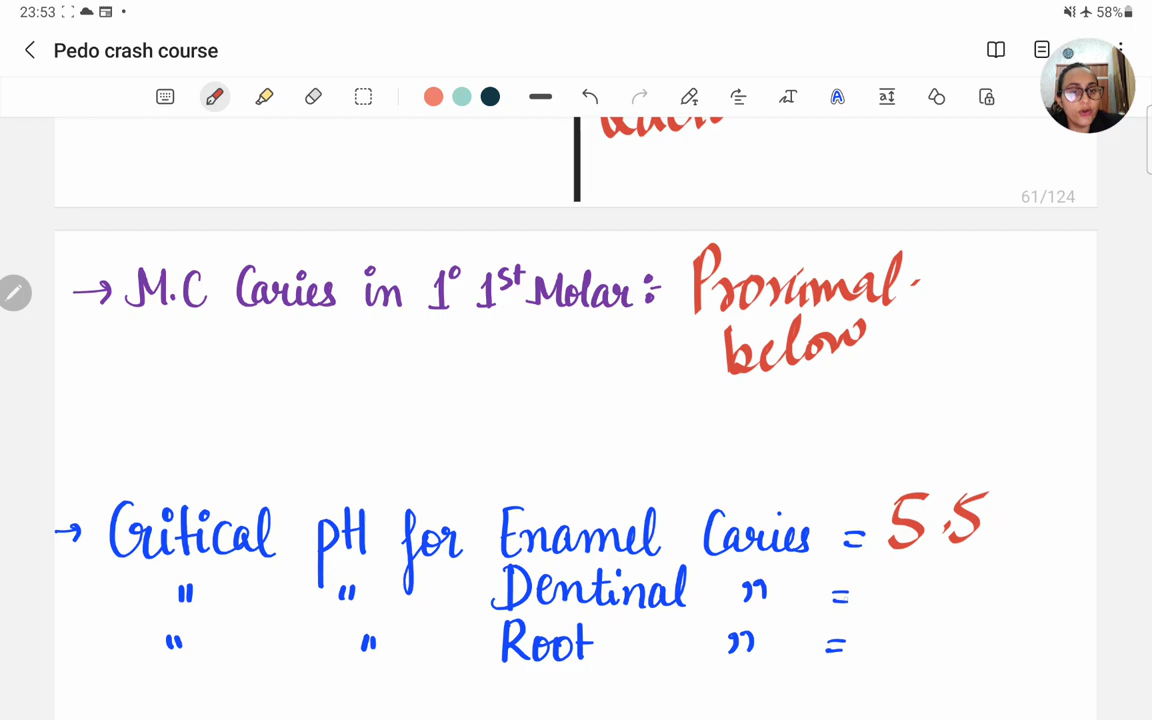 23:53 58%
Pedo crash course
61/124
→ M.C Caries in 1° 1st Molar :- Proximal.
below
→ Critical pH for Enamel Caries = 5.5
" " Dentinal " =
" " Root " =